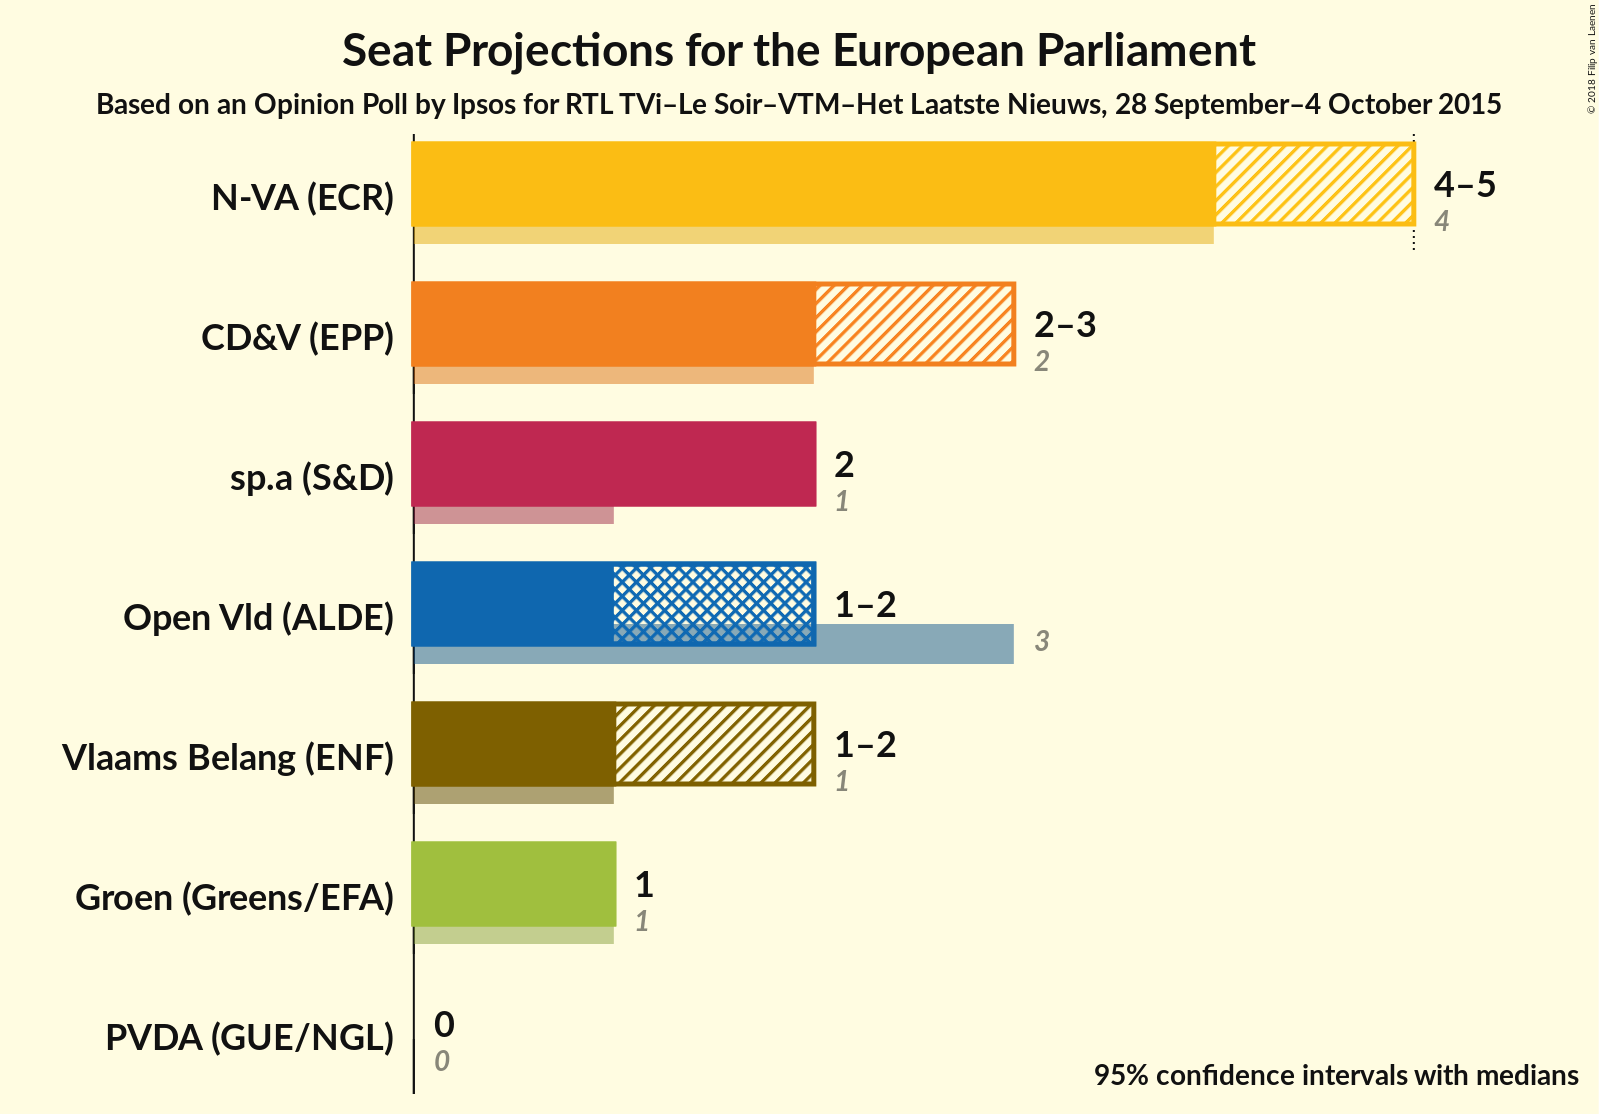 Seat Projections for the European Parliament
Based on an Opinion Poll by Ipsos for RTL TVi–Le Soir–VTM–Het Laatste Nieuws, 28 September–4 October 2015
© 2018 Filip van Laenen
N-VA (ECR)
4–5
4
CD&V (EPP)
2–3
2
sp.a (S&D)
2
1
Open Vld (ALDE)
1–2
3
Vlaams Belang (ENF)
1–2
1
Groen (Greens/EFA)
1
1
PVDA (GUE/NGL)
0
0
95% confidence intervals with medians